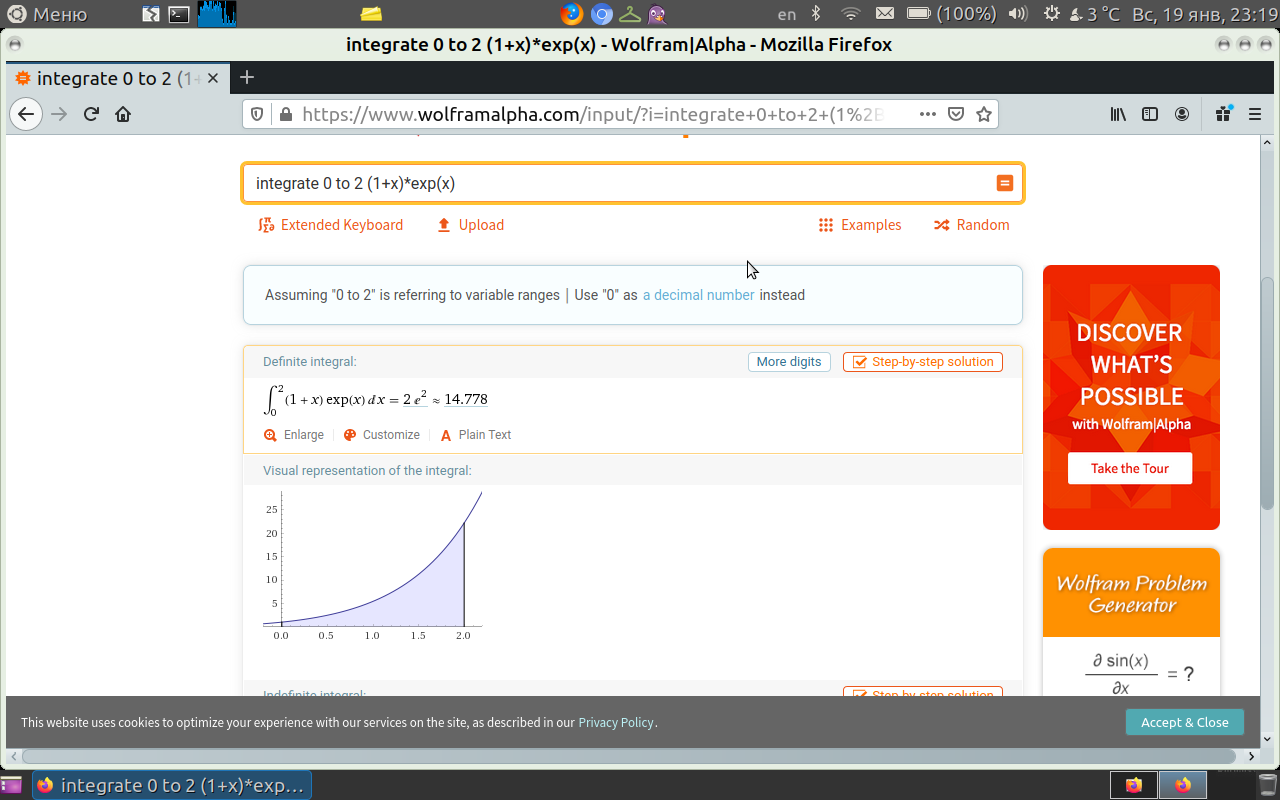 Меню
en (100%) 3 °C Вс, 19 янв, 23:19
integrate 0 to 2 (1+x)*exp(x) - Wolfram|Alpha - Mozilla Firefox
integrate 0 to 2 (1+
https://www.wolframalpha.com/input/?i=integrate+0+to+2+(1%2B
integrate 0 to 2 (1+x)*exp(x)
Extended Keyboard Upload Examples Random
Assuming "0 to 2" is referring to variable ranges | Use "0" as a decimal number instead
Definite integral: More digits Step-by-step solution
∫₀² (1 + x) exp(x) dx = 2 e² ≈ 14.778
Enlarge Customize A Plain Text
Visual representation of the integral:
25
20
15
10
5
0.0 0.5 1.0 1.5 2.0
Indefinite integral: Step-by-step solution
DISCOVER
WHAT'S
POSSIBLE
with Wolfram|Alpha
Take the Tour
Wolfram Problem
Generator
∂ sin(x)
∂x
= ?
This website uses cookies to optimize your experience with our services on the site, as described in our Privacy Policy. Accept & Close
integrate 0 to 2 (1+x)*exp...